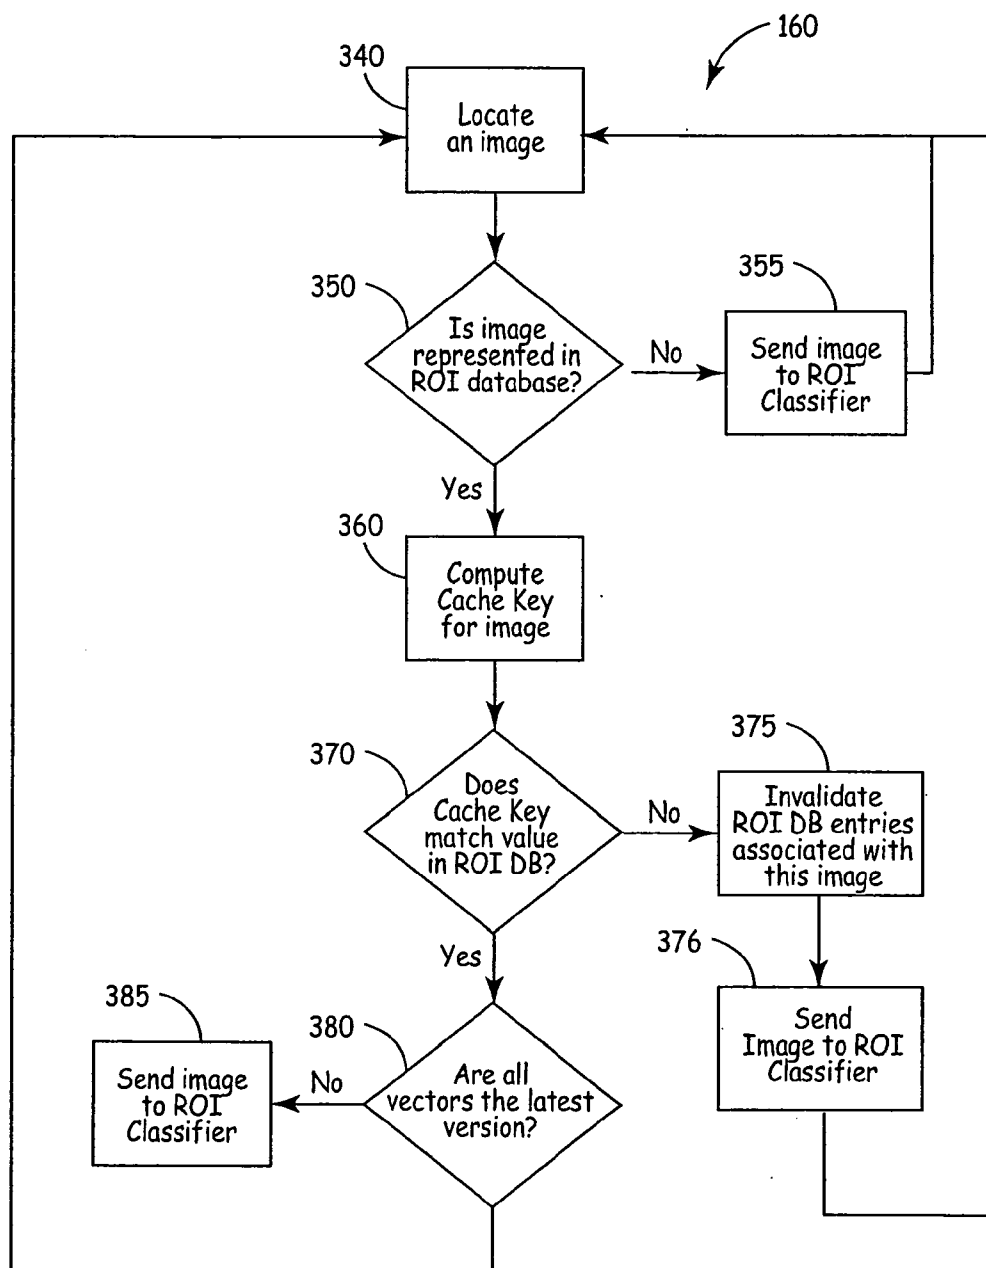 160
340
Locate
an image
350
Is image
represented in
ROI database?
No
355
Send image
to ROI
Classifier
Yes
360
Compute
Cache Key
for image
370
Does
Cache Key
match value
in ROI DB?
No
375
Invalidate
ROI DB entries
associated with
this image
Yes
376
Send
Image to ROI
Classifier
380
Are all
vectors the latest
version?
No
385
Send image
to ROI
Classifier